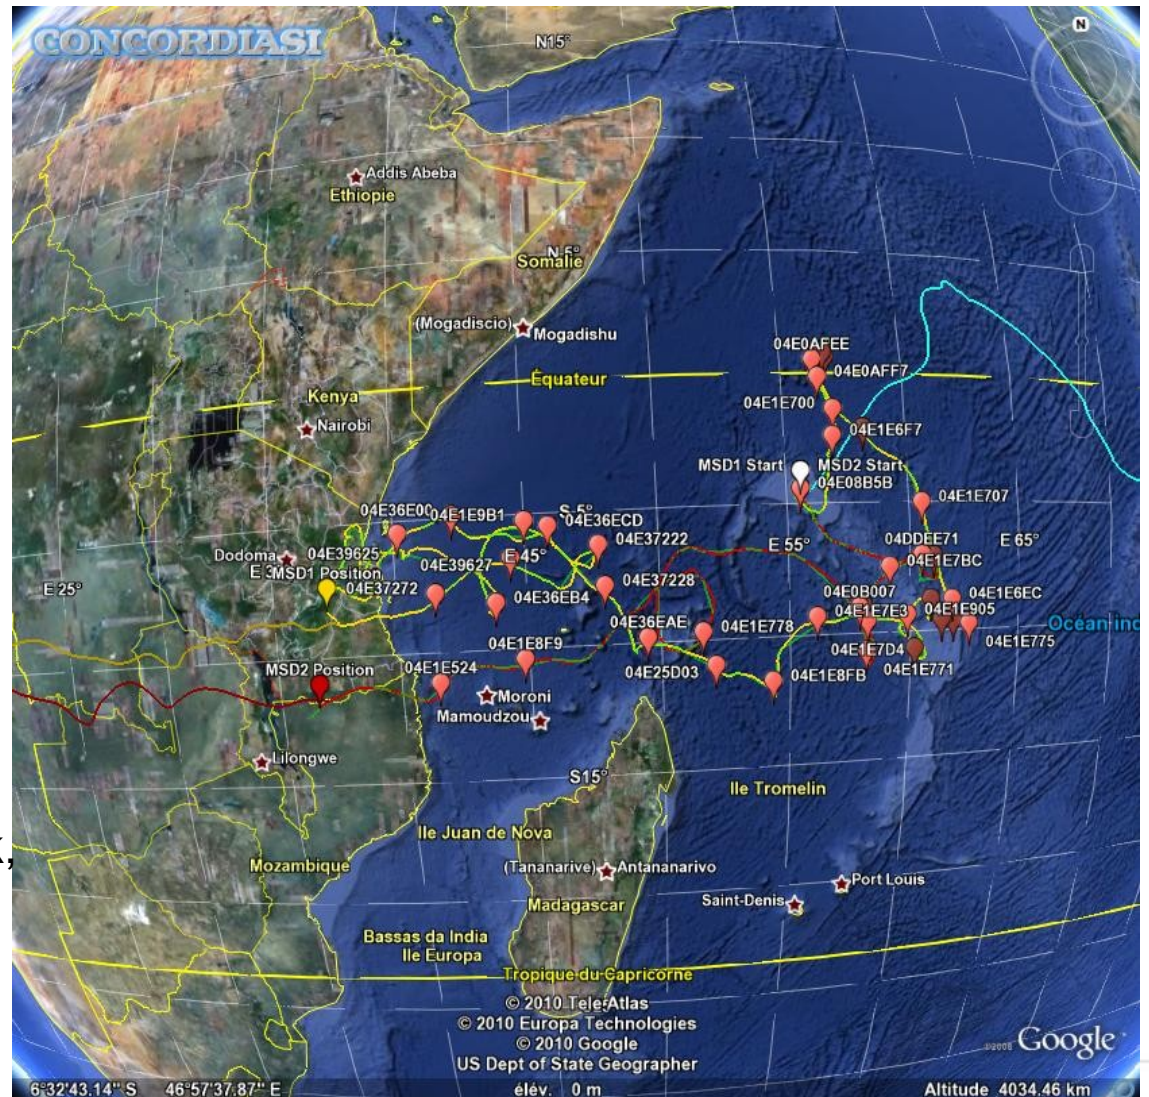 CONCORDIASI
N
N15°
Addis Abeba
Ethiopie
N 5°
Somalie
(Mogadiscio)
Mogadishu
04E0AFEE
04E0AFF7
Équateur
Kenya
04E1E700
Nairobi
04E1E6F7
MSD1 Start
MSD2 Start
04E08B5B
04E1E707
04E36E00
04E1E9B1
S 5°
04E36ECD
04E37222
04DDEE71
E 65°
E 55°
Dodoma
04E39625
E 45°
04E1E7BC
04E39627
MSD1 Position
04E37272
04E37228
E 25°
04E36EB4
04E0B007
04E1E6EC
04E1E7E3
04E1E905
04E36EAE
04E1E778
Océan ind
04E1E775
04E1E8F9
04E1E7D4
04E1E771
MSD2 Position
04E1E524
04E25D03
04E1E8FB
Moroni
Mamoudzou
Lilongwe
S15°
Ile Tromelin
Ile Juan de Nova
Mozambique
(Tananarive)
Antananarivo
Port Louis
Madagascar
Saint-Denis
Bassas da India
Ile Europa
Tropique du Capricorne
© 2010 Tele Atlas
© 2010 Europa Technologies
© 2010 Google
US Dept of State Geographer
©2008 Google
6°32'43.14" S 46°57'37.87" E élév. 0 m Altitude 4034.46 km